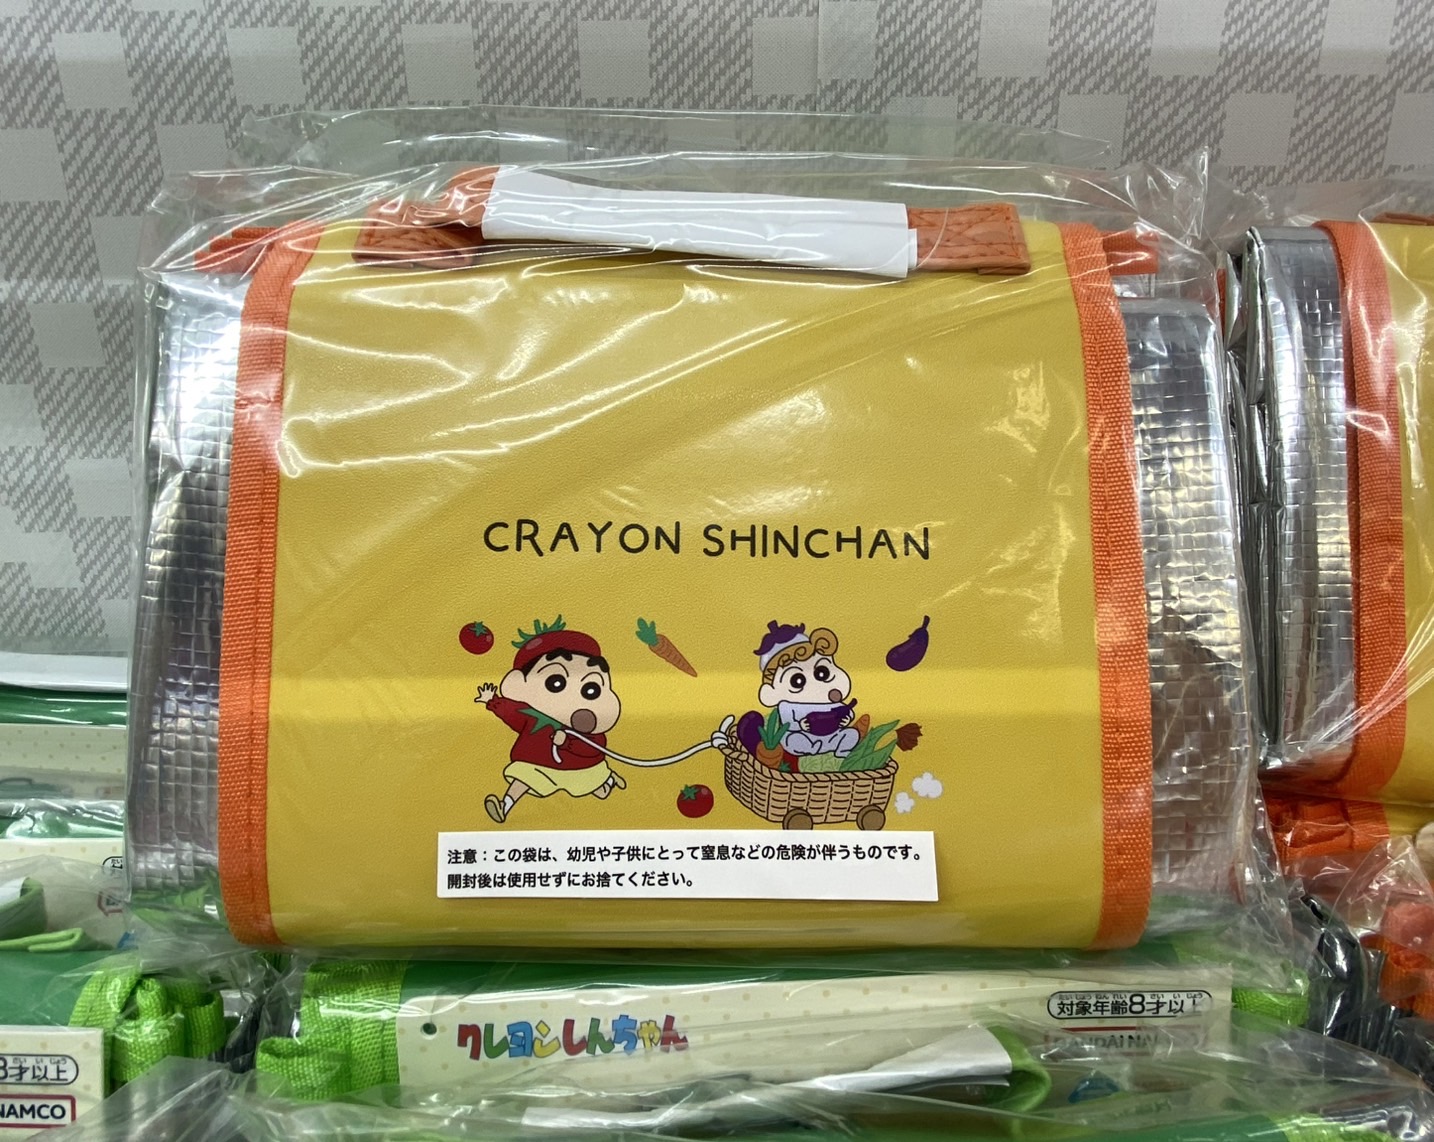 CRAYON SHINCHAN
注意：この袋は、幼児や子供にとって窒息などの危険が伴うものです。
開封後は使用せずにお捨てください。
クレヨンしんちゃん
対象年齢8才以上
BANDAI NAMCO
8才以上
NAMCO